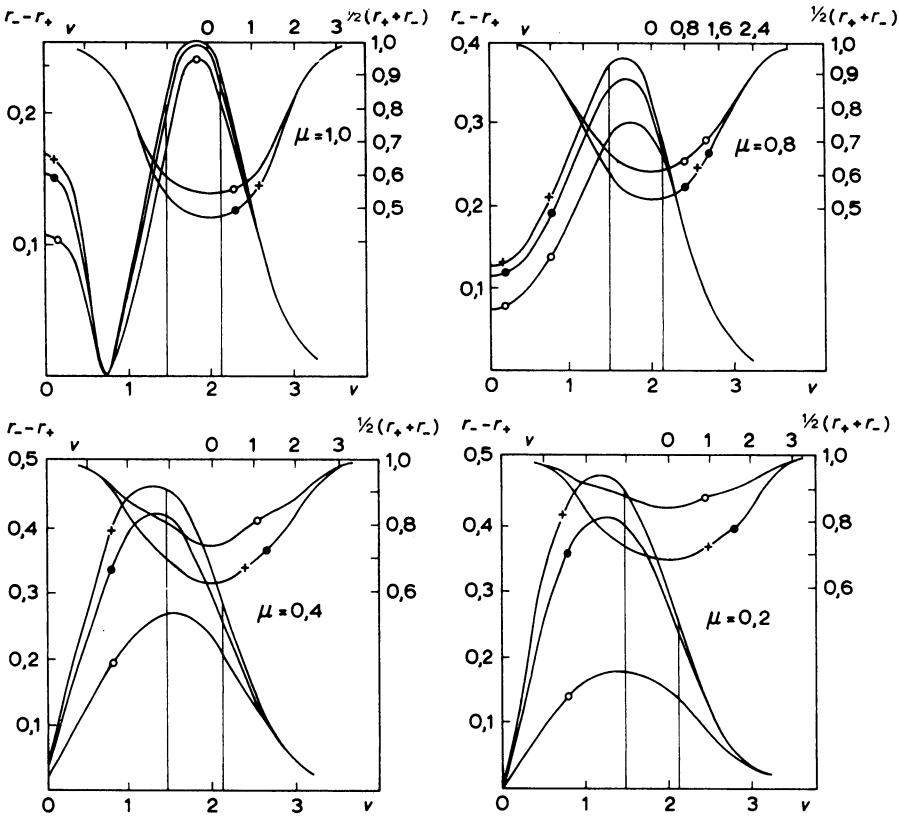 r₋−r₊ v 0 1 2 3 ½(r₊+r₋)
1,0
0,9
0,8
0,7
0,6
0,5
0,2
0,1
μ=1,0
0 1 2 3 v
r₋−r₊ v 0 0,8 1,6 2,4 ½(r₊+r₋)
0,4
0,3
0,2
0,1
1,0
0,9
0,8
0,7
0,6
0,5
μ=0,8
0 1 2 3 v
r₋−r₊ v 0 1 2 3 ½(r₊+r₋)
0,5
0,4
0,3
0,2
0,1
1,0
0,8
0,6
μ=0,4
0 1 2 3 v
r₋−r₊ v 0 1 2 3 ½(r₊+r₋)
0,5
0,4
0,3
0,2
0,1
1,0
0,8
0,6
μ=0,2
0 1 2 3 v